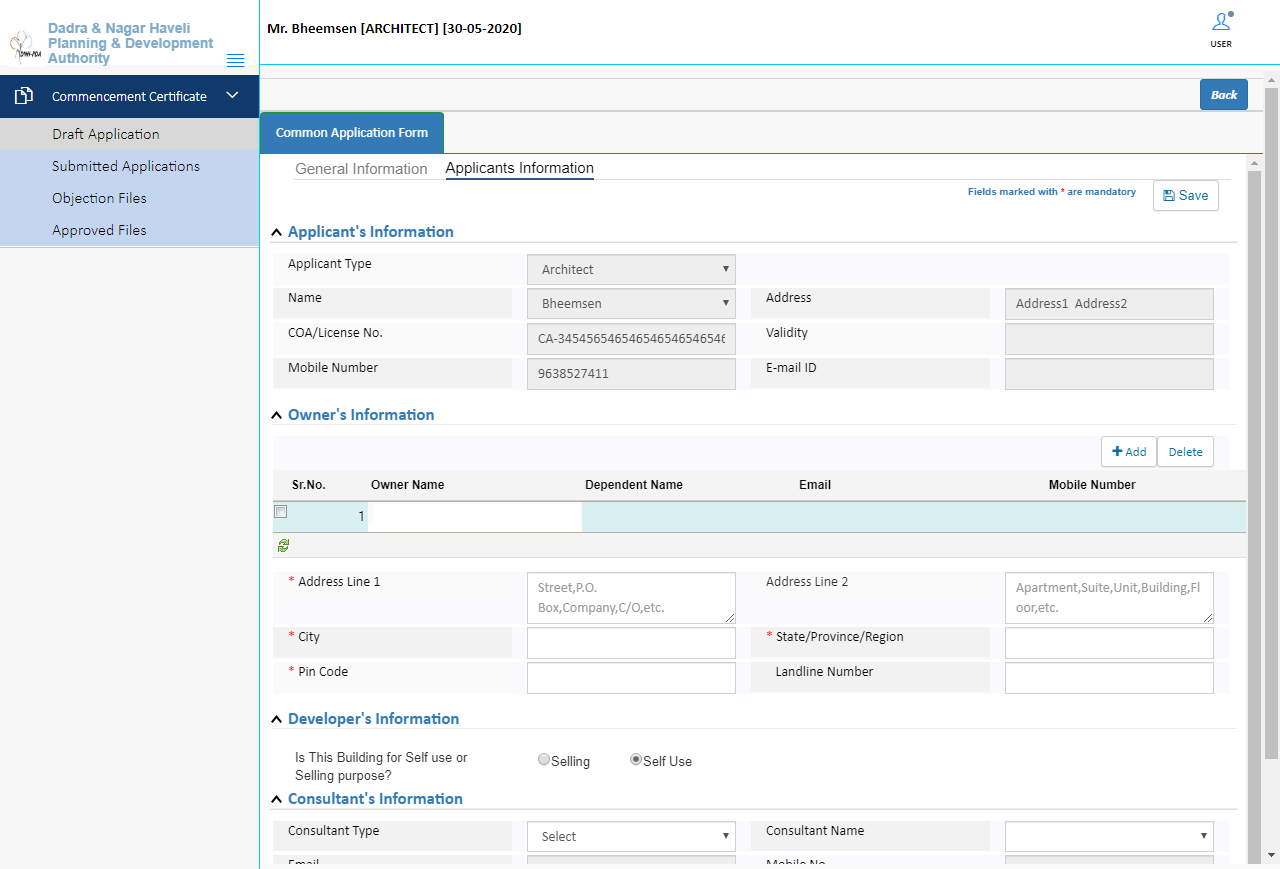 Dadra & Nagar Haveli
Planning & Development
Authority
Mr. Bheemsen [ARCHITECT] [30-05-2020]
USER
Commencement Certificate
Draft Application
Submitted Applications
Objection Files
Approved Files
Back
Common Application Form
General Information Applicants Information
Fields marked with * are mandatory
Save
Applicant's Information
Applicant Type Architect
Name Bheemsen Address Address1 Address2
COA/License No. CA-345456546546546546546546 Validity
Mobile Number 9638527411 E-mail ID
Owner's Information
Add Delete
Sr.No. Owner Name Dependent Name Email Mobile Number
1
* Address Line 1 Street,P.O. Address Line 2 Apartment,Suite,Unit,Building,Fl
Box,Company,C/O,etc. oor,etc.
* City * State/Province/Region
* Pin Code Landline Number
Developer's Information
Is This Building for Self use or
Selling purpose? Selling Self Use
Consultant's Information
Consultant Type Select Consultant Name
Email Mobile No